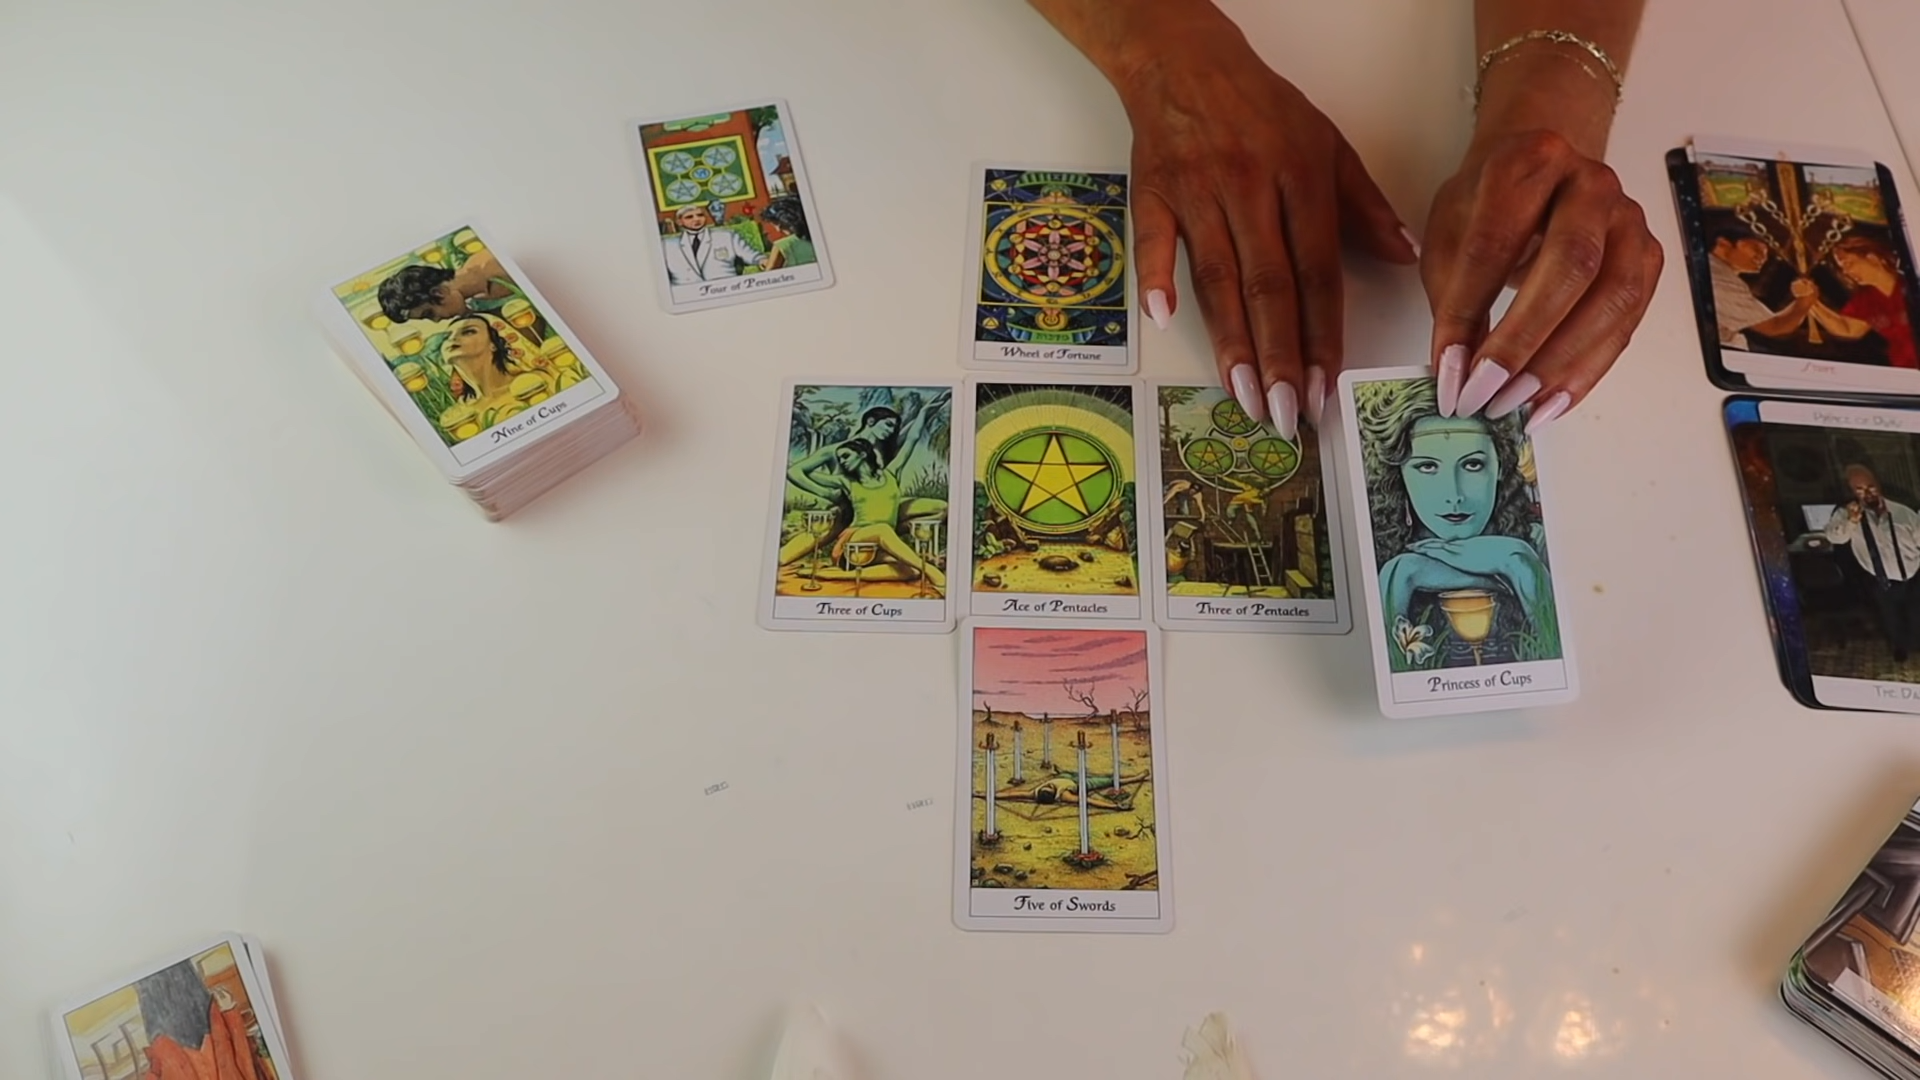 Four of Pentacles
Wheel of Fortune
Nine of Cups
Three of Cups
Ace of Pentacles
Three of Pentacles
Princess of Cups
Five of Swords